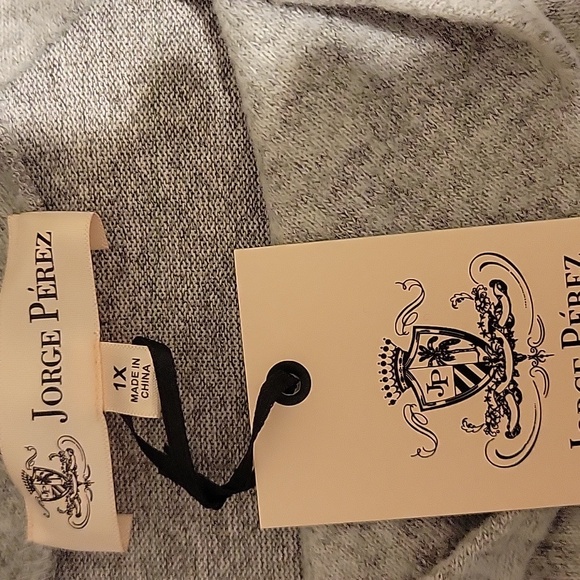 JORGE PÉREZ
1X
MADE IN
CHINA
JP
JORGE PÉREZ